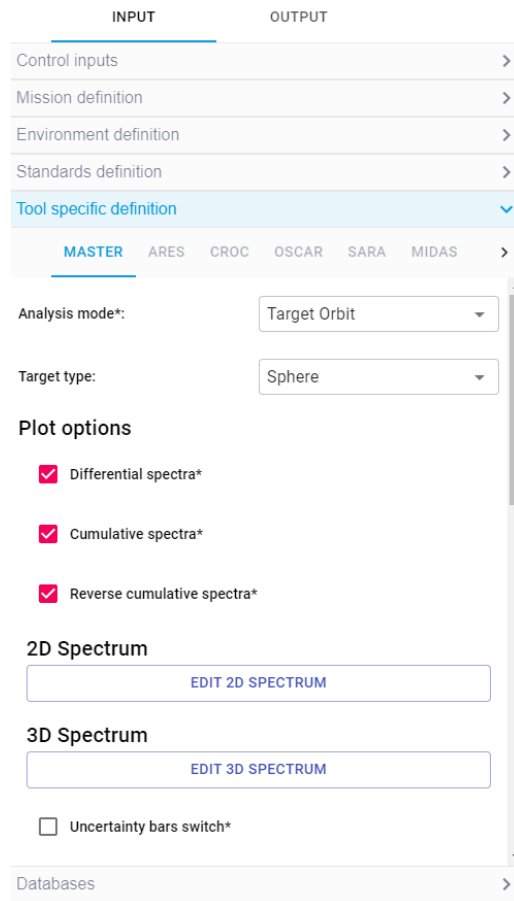 INPUT OUTPUT
Control inputs
Mission definition
Environment definition
Standards definition
Tool specific definition
MASTER ARES CROC OSCAR SARA MIDAS
Analysis mode*: Target Orbit
Target type: Sphere
Plot options
Differential spectra*
Cumulative spectra*
Reverse cumulative spectra*
2D Spectrum
EDIT 2D SPECTRUM
3D Spectrum
EDIT 3D SPECTRUM
Uncertainty bars switch*
Databases